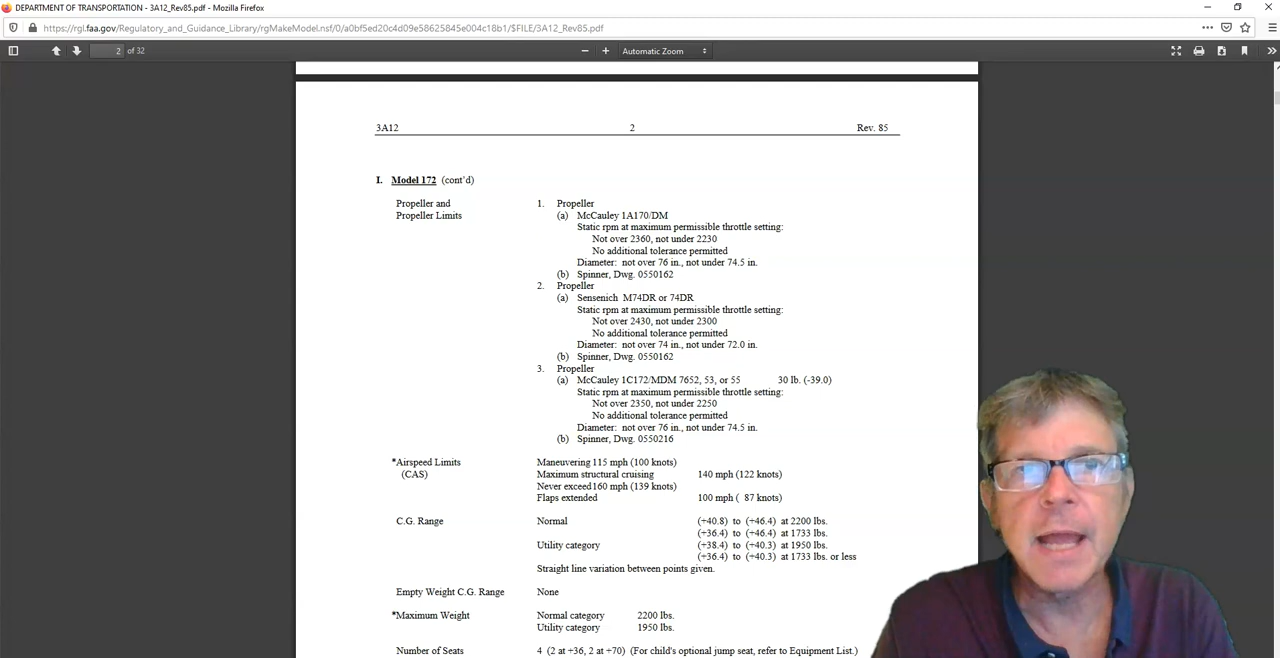 DEPARTMENT OF TRANSPORTATION - 3A12_Rev85.pdf - Mozilla Firefox
https://rgl.faa.gov/Regulatory_and_Guidance_Library/rgMakeModel.nsf/0/a0bf5ed20c4d09e58625845e004c18b1/$FILE/3A12_Rev85.pdf
2 of 32
Automatic Zoom
3A12 2 Rev. 85
I. Model 172 (cont'd)
Propeller and 1. Propeller
Propeller Limits (a) McCauley 1A170/DM
Static rpm at maximum permissible throttle setting:
Not over 2360, not under 2230
No additional tolerance permitted
Diameter: not over 76 in., not under 74.5 in.
(b) Spinner, Dwg. 0550162
2. Propeller
(a) Sensenich M74DR or 74DR
Static rpm at maximum permissible throttle setting:
Not over 2430, not under 2300
No additional tolerance permitted
Diameter: not over 74 in., not under 72.0 in.
(b) Spinner, Dwg. 0550162
3. Propeller
(a) McCauley 1C172/MDM 7652, 53, or 55 30 lb. (-39.0)
Static rpm at maximum permissible throttle setting:
Not over 2350, not under 2250
No additional tolerance permitted
Diameter: not over 76 in., not under 74.5 in.
(b) Spinner, Dwg. 0550216
*Airspeed Limits Maneuvering 115 mph (100 knots)
(CAS) Maximum structural cruising 140 mph (122 knots)
Never exceed 160 mph (139 knots)
Flaps extended 100 mph ( 87 knots)
C.G. Range Normal (+40.8) to (+46.4) at 2200 lbs.
(+36.4) to (+46.4) at 1733 lbs.
Utility category (+38.4) to (+40.3) at 1950 lbs.
(+36.4) to (+40.3) at 1733 lbs. or less
Straight line variation between points given.
Empty Weight C.G. Range None
*Maximum Weight Normal category 2200 lbs.
Utility category 1950 lbs.
Number of Seats 4 (2 at +36, 2 at +70) (For child's optional jump seat, refer to Equipment List.)